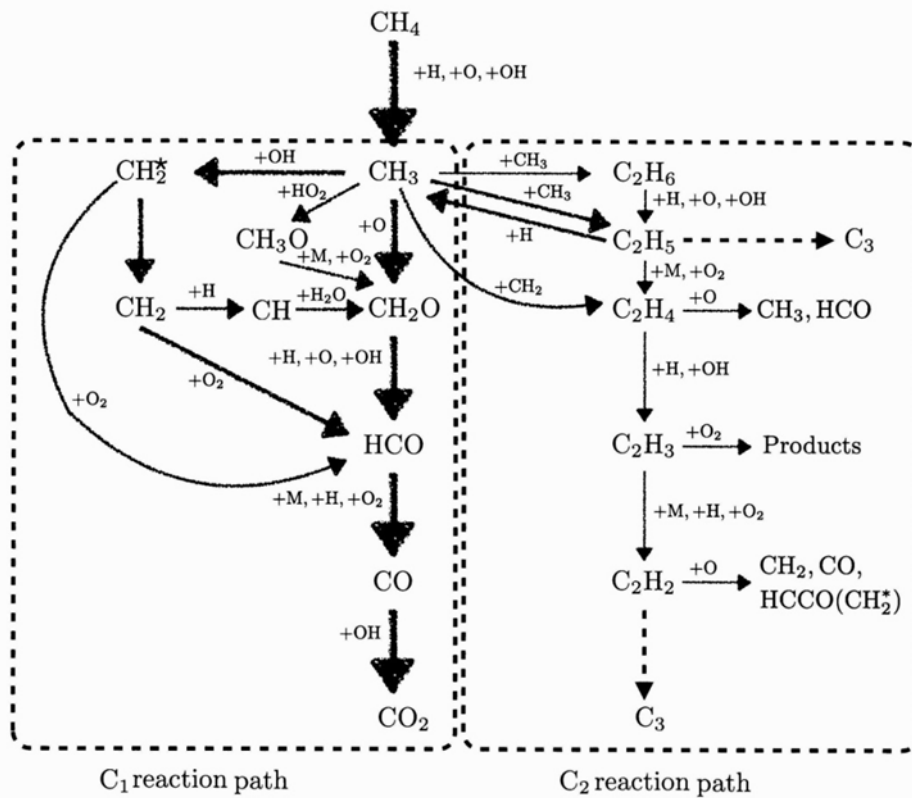 CH₄
+H, +O, +OH
CH₂* +OH CH₃ +CH₃ C₂H₆
+HO₂ +CH₃ +H, +O, +OH
CH₃O +O +H C₂H₅ C₃
+M, +O₂ +M, +O₂
CH₂ +H CH +H₂O CH₂O +CH₂ C₂H₄ +O CH₃, HCO
+O₂ +H, +O, +OH +H, +OH
+O₂ HCO C₂H₃ +O₂ Products
+M, +H, +O₂ +M, +H, +O₂
CO C₂H₂ +O CH₂, CO,
HCCO(CH₂*)
+OH
CO₂ C₃
C₁ reaction path C₂ reaction path